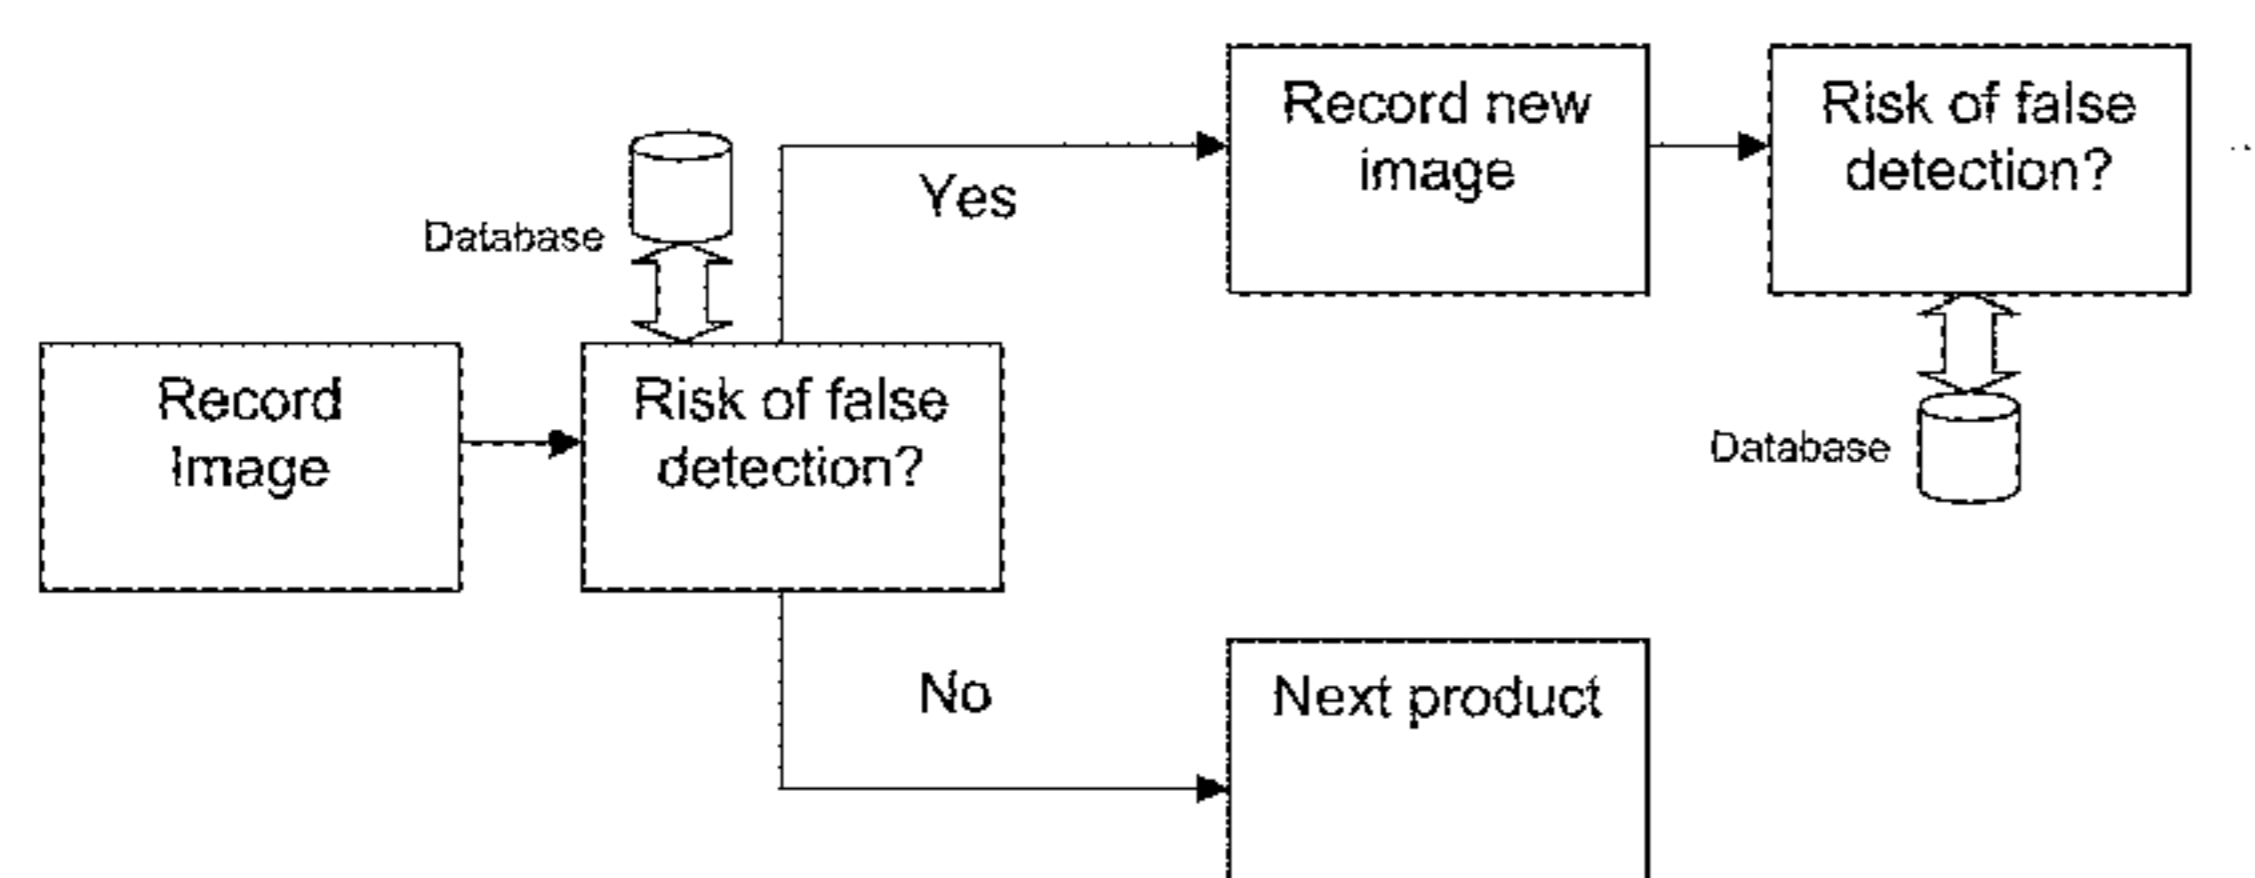 Record new
image
Risk of false
detection?
Yes
Database
Record
Image
Risk of false
detection?
Database
No
Next product